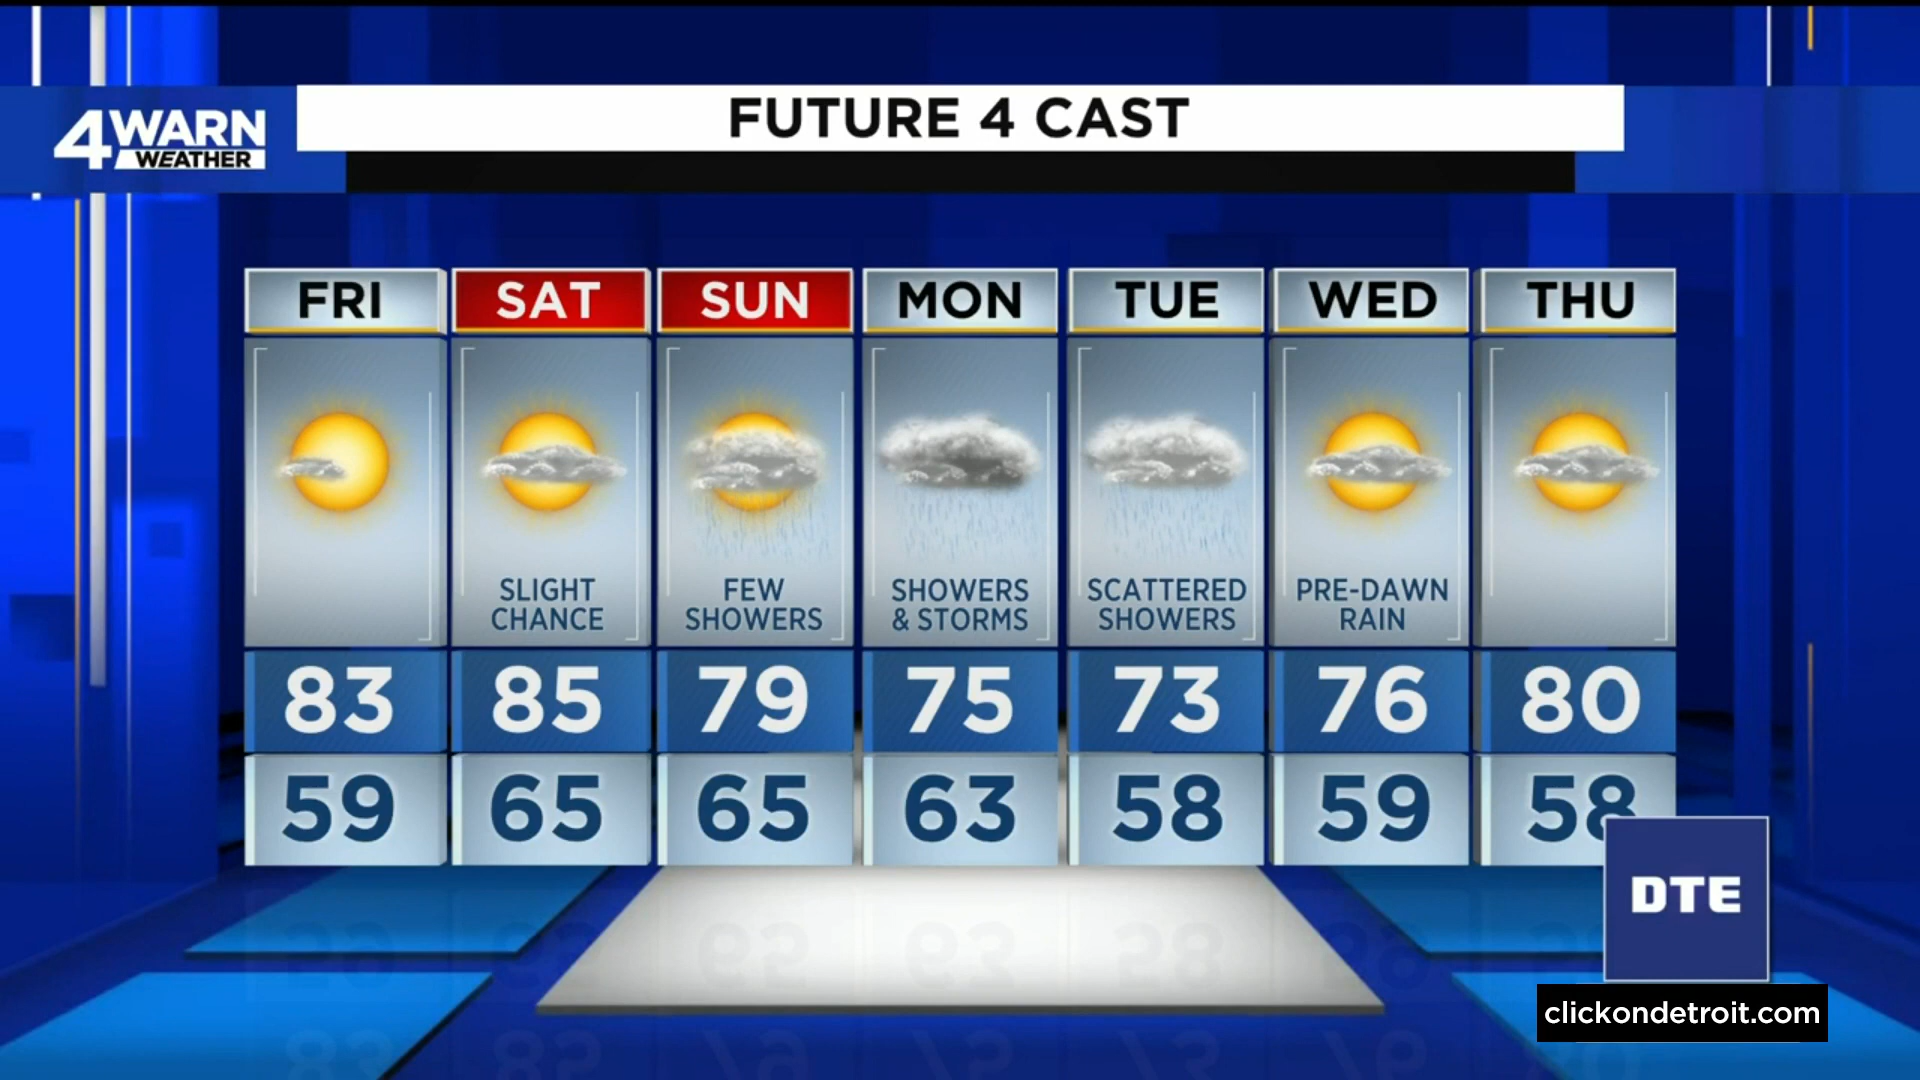 4 WARN
WEATHER
FUTURE 4 CAST
FRI SAT SUN MON TUE WED THU
SLIGHT CHANCE
FEW SHOWERS
SHOWERS & STORMS
SCATTERED SHOWERS
PRE-DAWN RAIN
83 85 79 75 73 76 80
59 65 65 63 58 59 58
DTE
clickondetroit.com